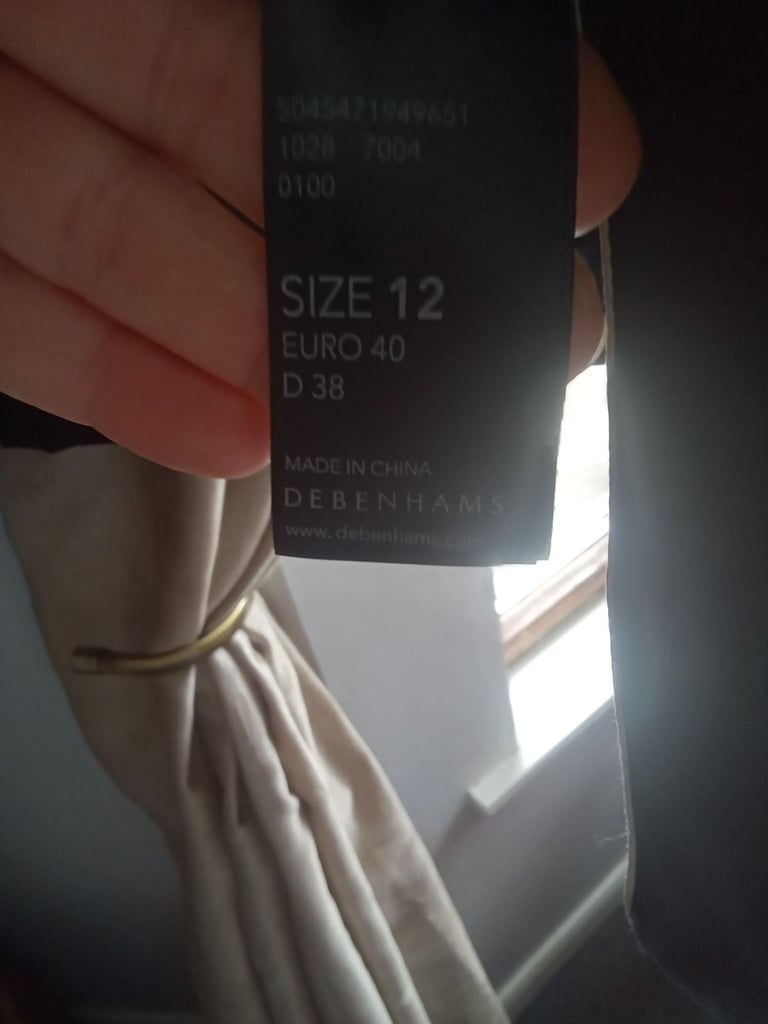 5045471949651
1028 7004
0100
SIZE 12
EURO 40
D 38
MADE IN CHINA
DEBENHAMS
www.debenhams.com